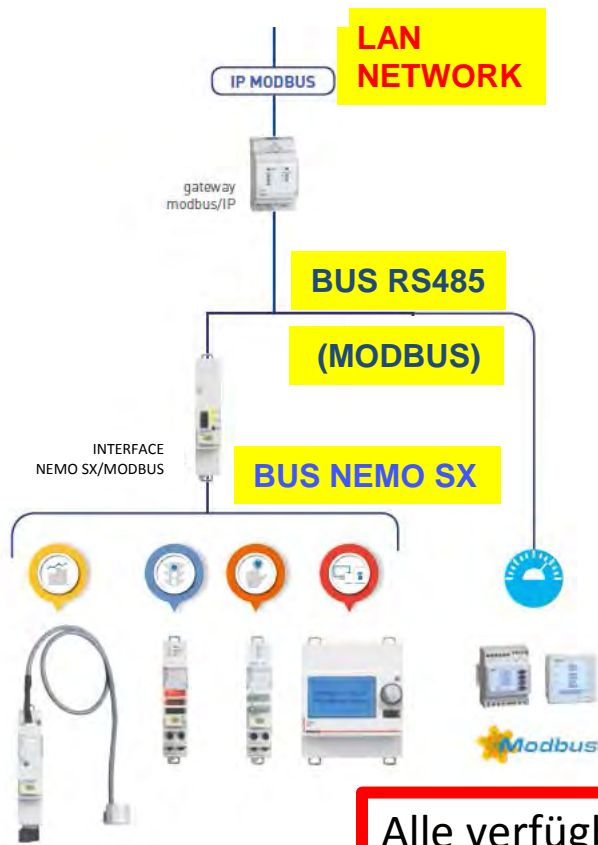 LAN
NETWORK
IP MODBUS
gateway
modbus/IP
BUS RS485
(MODBUS)
INTERFACE
NEMO SX/MODBUS
BUS NEMO SX
Modbus
Alle verfügb